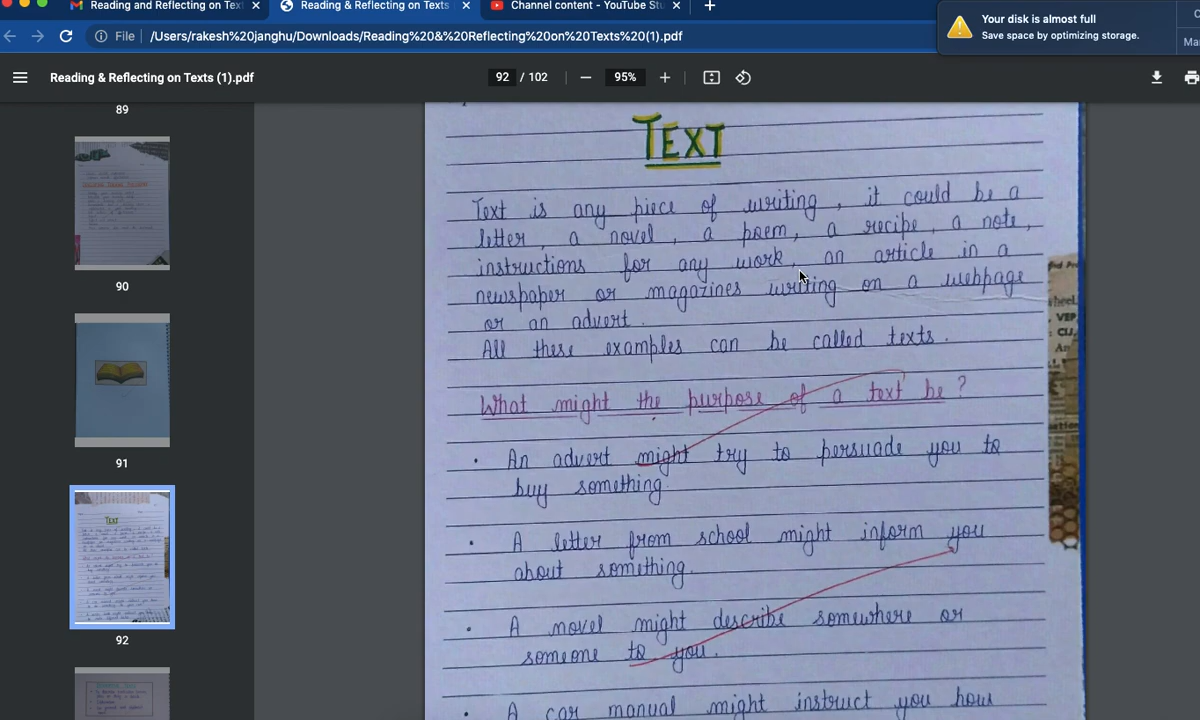 Reading and Reflecting on Tex
Reading & Reflecting on Texts
Channel content - YouTube Stu
File
/Users/rakesh%20janghu/Downloads/Reading%20&%20Reflecting%20on%20Texts%20(1).pdf
Your disk is almost full
Save space by optimizing storage.
Mar
Reading & Reflecting on Texts (1).pdf
92 / 102
95%
89
90
91
92
TEXT
Text is any piece of writing, it could be a
letter, a novel, a poem, a recipe, a note,
instructions for any work, an article in a
newspaper or magazines writing on a webpage
or an advert.
All these examples can be called texts.
What might the purpose of a text be?
· An advert might try to persuade you to
buy something.
· A letter from school might inform you
about something.
· A novel might describe somewhere or
someone to you.
· A car manual might instruct you how